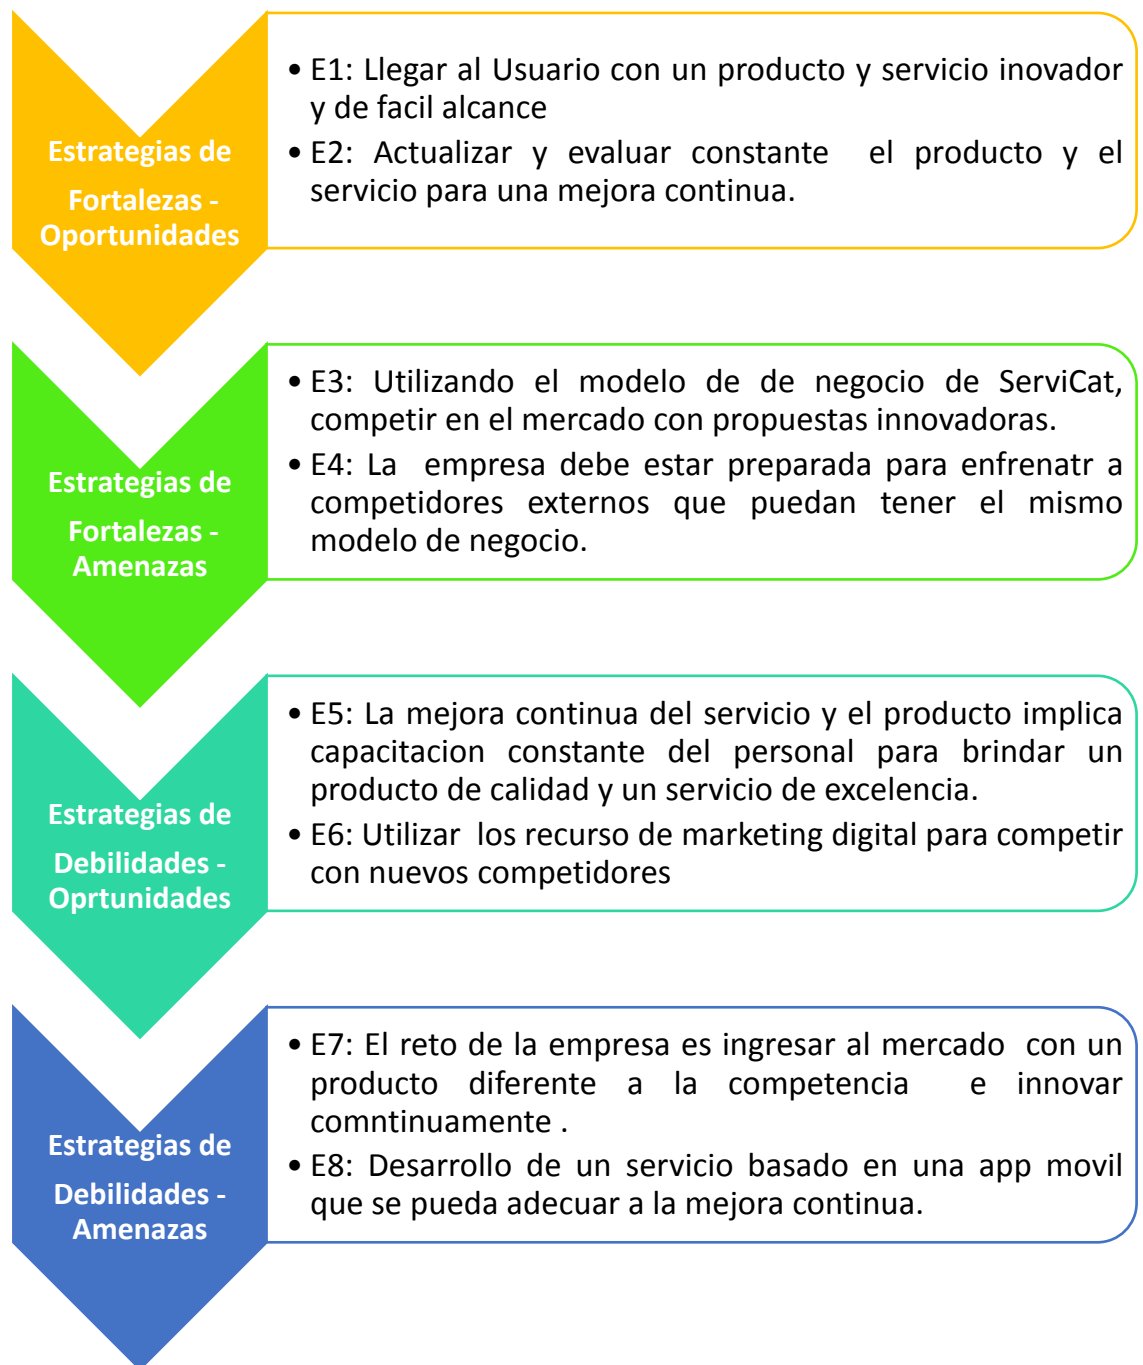 Estrategias de
Fortalezas -
Oportunidades
• E1: Llegar al Usuario con un producto y servicio inovador
y de facil alcance
• E2: Actualizar y evaluar constante el producto y el
servicio para una mejora continua.
Estrategias de
Fortalezas -
Amenazas
• E3: Utilizando el modelo de de negocio de ServiCat,
competir en el mercado con propuestas innovadoras.
• E4: La empresa debe estar preparada para enfrenatr a
competidores externos que puedan tener el mismo
modelo de negocio.
Estrategias de
Debilidades -
Oprtunidades
• E5: La mejora continua del servicio y el producto implica
capacitacion constante del personal para brindar un
producto de calidad y un servicio de excelencia.
• E6: Utilizar los recurso de marketing digital para competir
con nuevos competidores
Estrategias de
Debilidades -
Amenazas
• E7: El reto de la empresa es ingresar al mercado con un
producto diferente a la competencia e innovar
comntinuamente .
• E8: Desarrollo de un servicio basado en una app movil
que se pueda adecuar a la mejora continua.